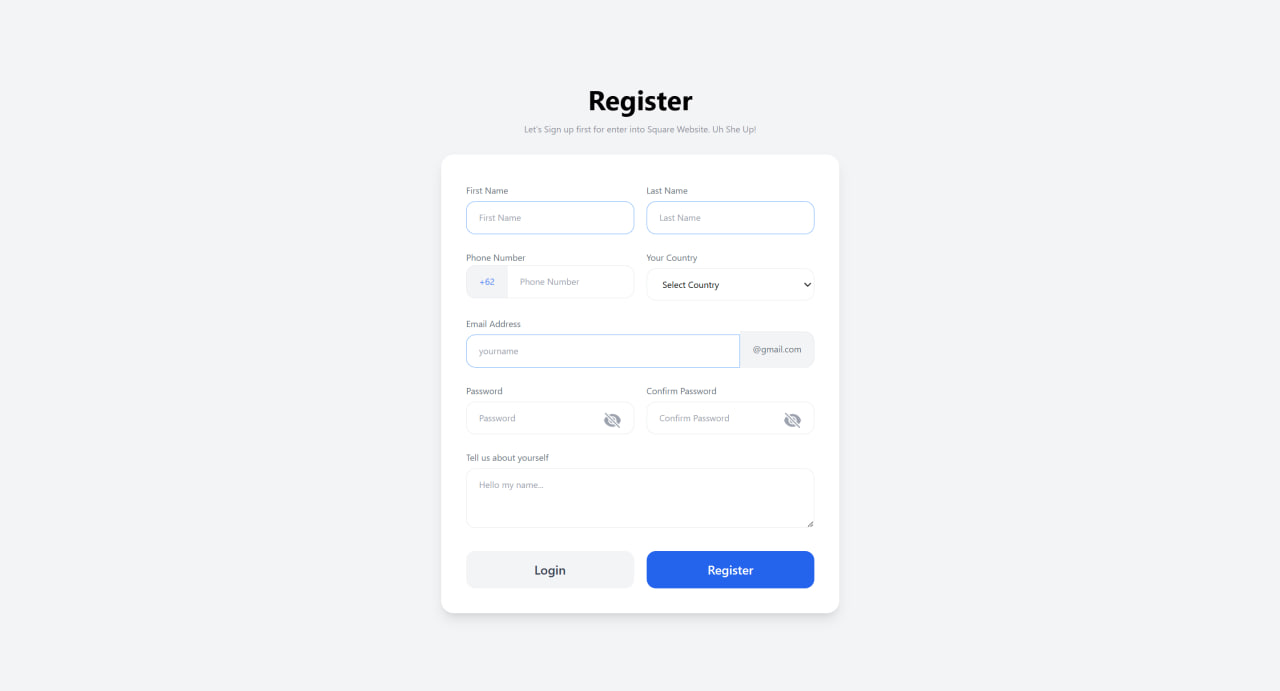 Register
Let's Sign up first for enter into Square Website. Uh She Up!
First Name
Last Name
First Name
Last Name
Phone Number
Your Country
+62
Phone Number
Select Country
Email Address
yourname
@gmail.com
Password
Confirm Password
Password
Confirm Password
Tell us about yourself
Hello my name...
Login
Register